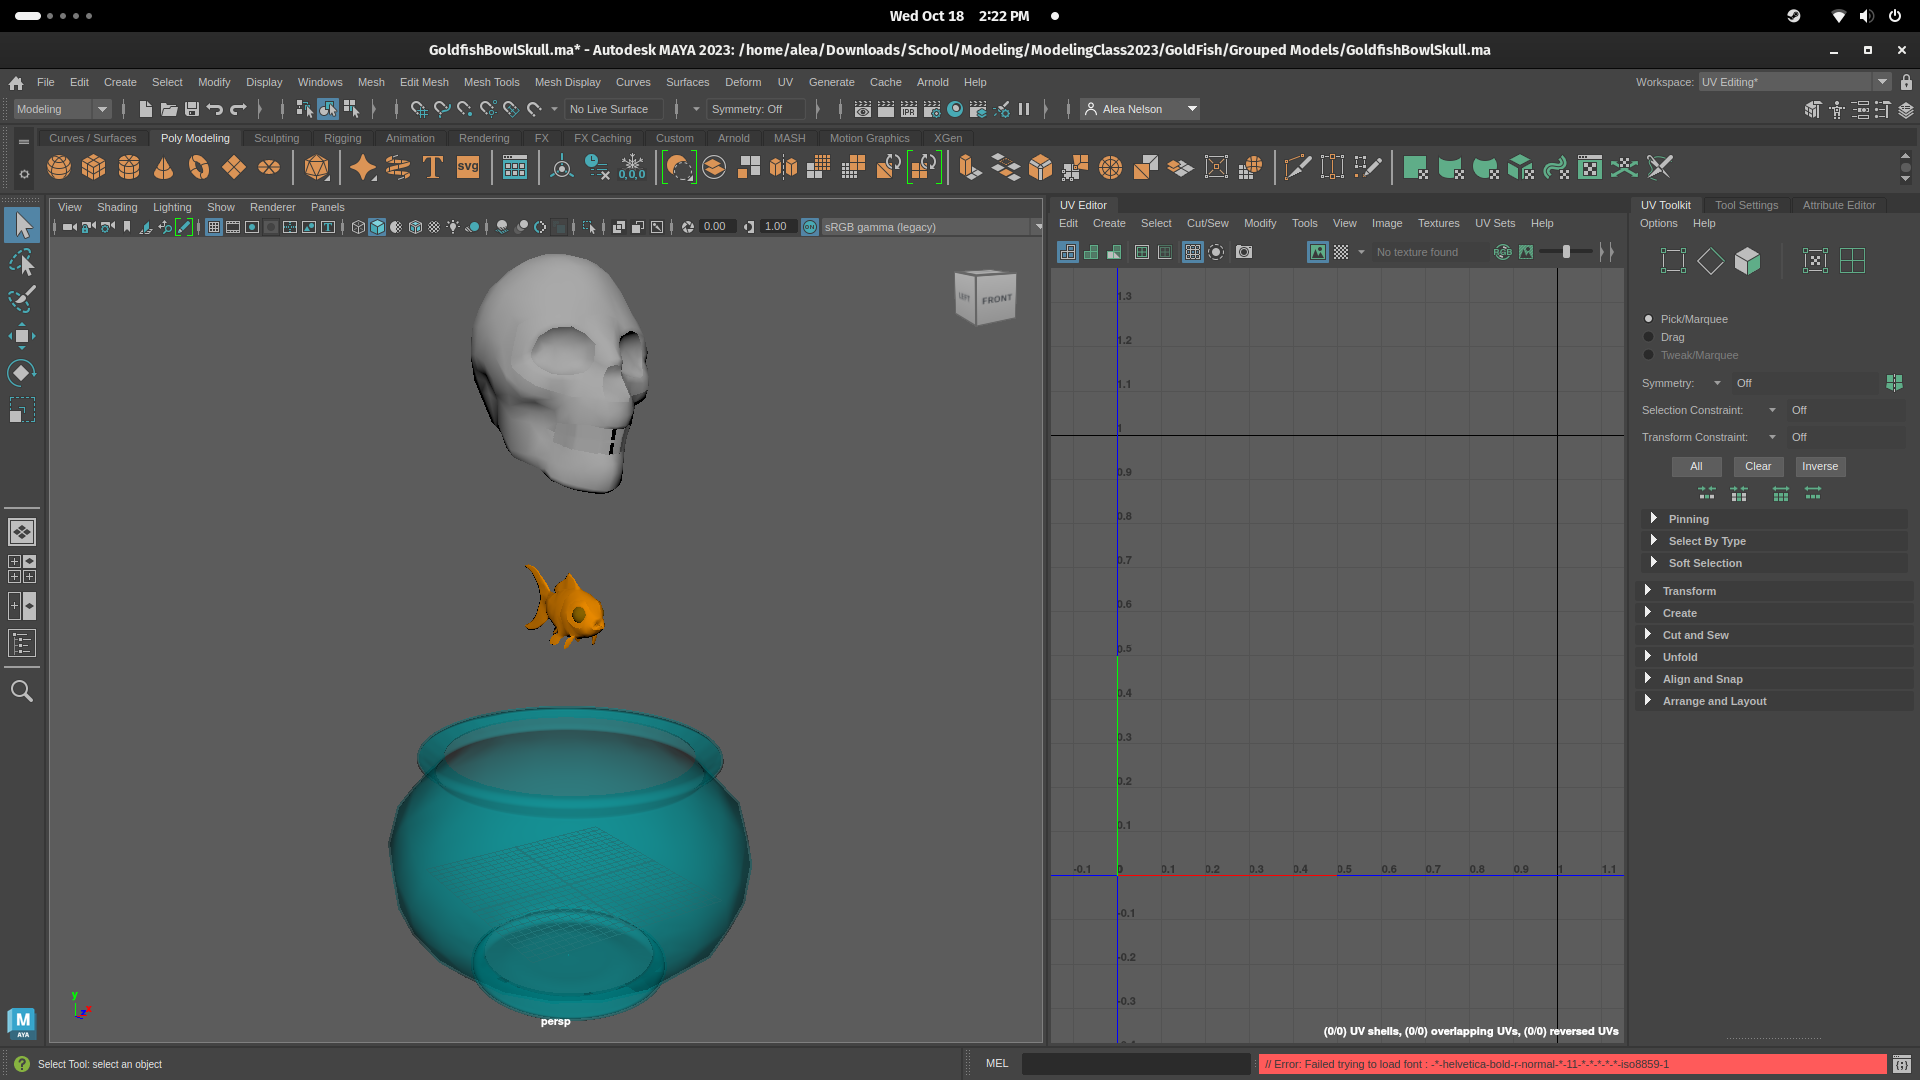 Wed Oct 18 2:22 PM
GoldfishBowlSkull.ma* - Autodesk MAYA 2023: /home/alea/Downloads/School/Modeling/ModelingClass2023/GoldFish/Grouped Models/GoldfishBowlSkull.ma
File Edit Create Select Modify Display Windows Mesh Edit Mesh Mesh Tools Mesh Display Curves Surfaces Deform UV Generate Cache Arnold Help
Workspace: UV Editing*
Modeling No Live Surface Symmetry: Off IPR Alea Nelson
Curves / Surfaces Poly Modeling Sculpting Rigging Animation Rendering FX FX Caching Custom Arnold MASH Motion Graphics XGen
T svg 0,0,0
View Shading Lighting Show Renderer Panels
0.00 1.00 ON sRGB gamma (legacy)
LEFT FRONT
y
z x
persp
UV Editor
Edit Create Select Cut/Sew Modify Tools View Image Textures UV Sets Help
No texture found RGB
1.3
1.2
1.1
1
0.9
0.8
0.7
0.6
0.5
0.4
0.3
0.2
0.1
-0.1 0 0.1 0.2 0.3 0.4 0.5 0.6 0.7 0.8 0.9 1 1.1
-0.1
-0.2
-0.3
(0/0) UV shells, (0/0) overlapping UVs, (0/0) reversed UVs
UV Toolkit Tool Settings Attribute Editor
Options Help
Pick/Marquee
Drag
Tweak/Marquee
Symmetry: Off
Selection Constraint: Off
Transform Constraint: Off
All Clear Inverse
Pinning
Select By Type
Soft Selection
Transform
Create
Cut and Sew
Unfold
Align and Snap
Arrange and Layout
M
AYA
Select Tool: select an object
MEL
// Error: Failed trying to load font : -*-helvetica-bold-r-normal-*-11-*-*-*-*-*-iso8859-1